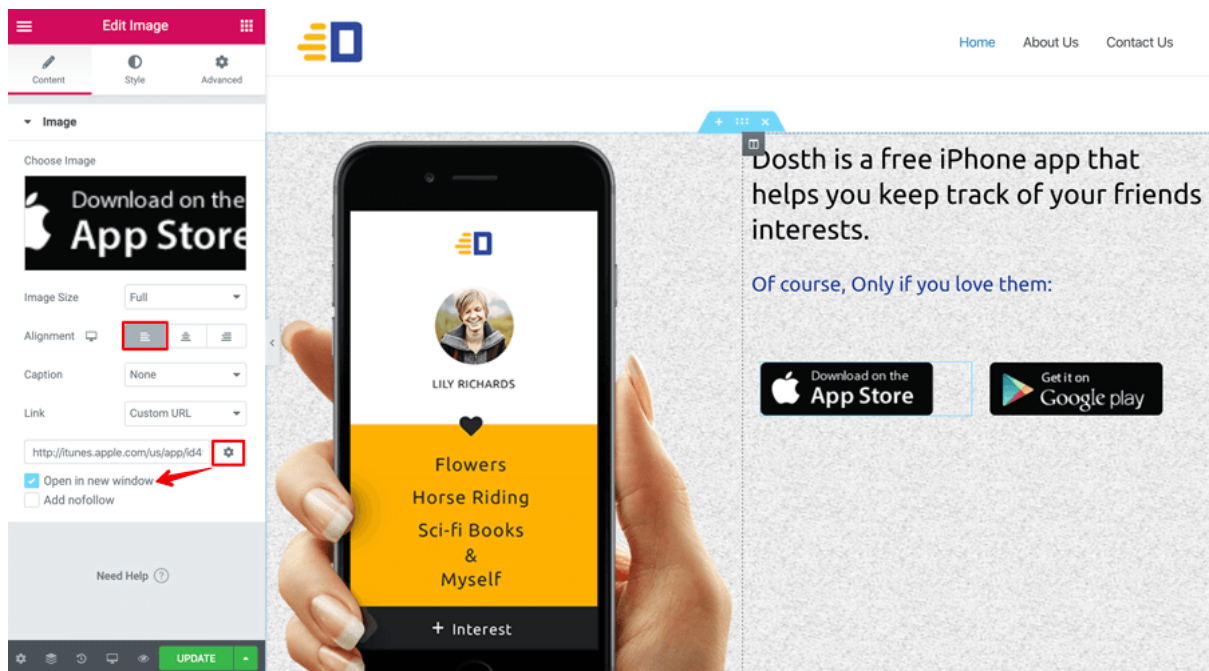 Edit Image
Content
Style
Advanced
Image
Choose Image
Download on the
App Store
Image Size
Full
Alignment
Caption
None
Link
Custom URL
http://itunes.apple.com/us/app/id4
Open in new window
Add nofollow
Need Help ?
UPDATE
D
Home
About Us
Contact Us
D
LILY RICHARDS
Flowers
Horse Riding
Sci-fi Books
&
Myself
+ Interest
Dosth is a free iPhone app that
helps you keep track of your friends
interests.
Of course, Only if you love them:
Download on the
App Store
Get it on
Google play